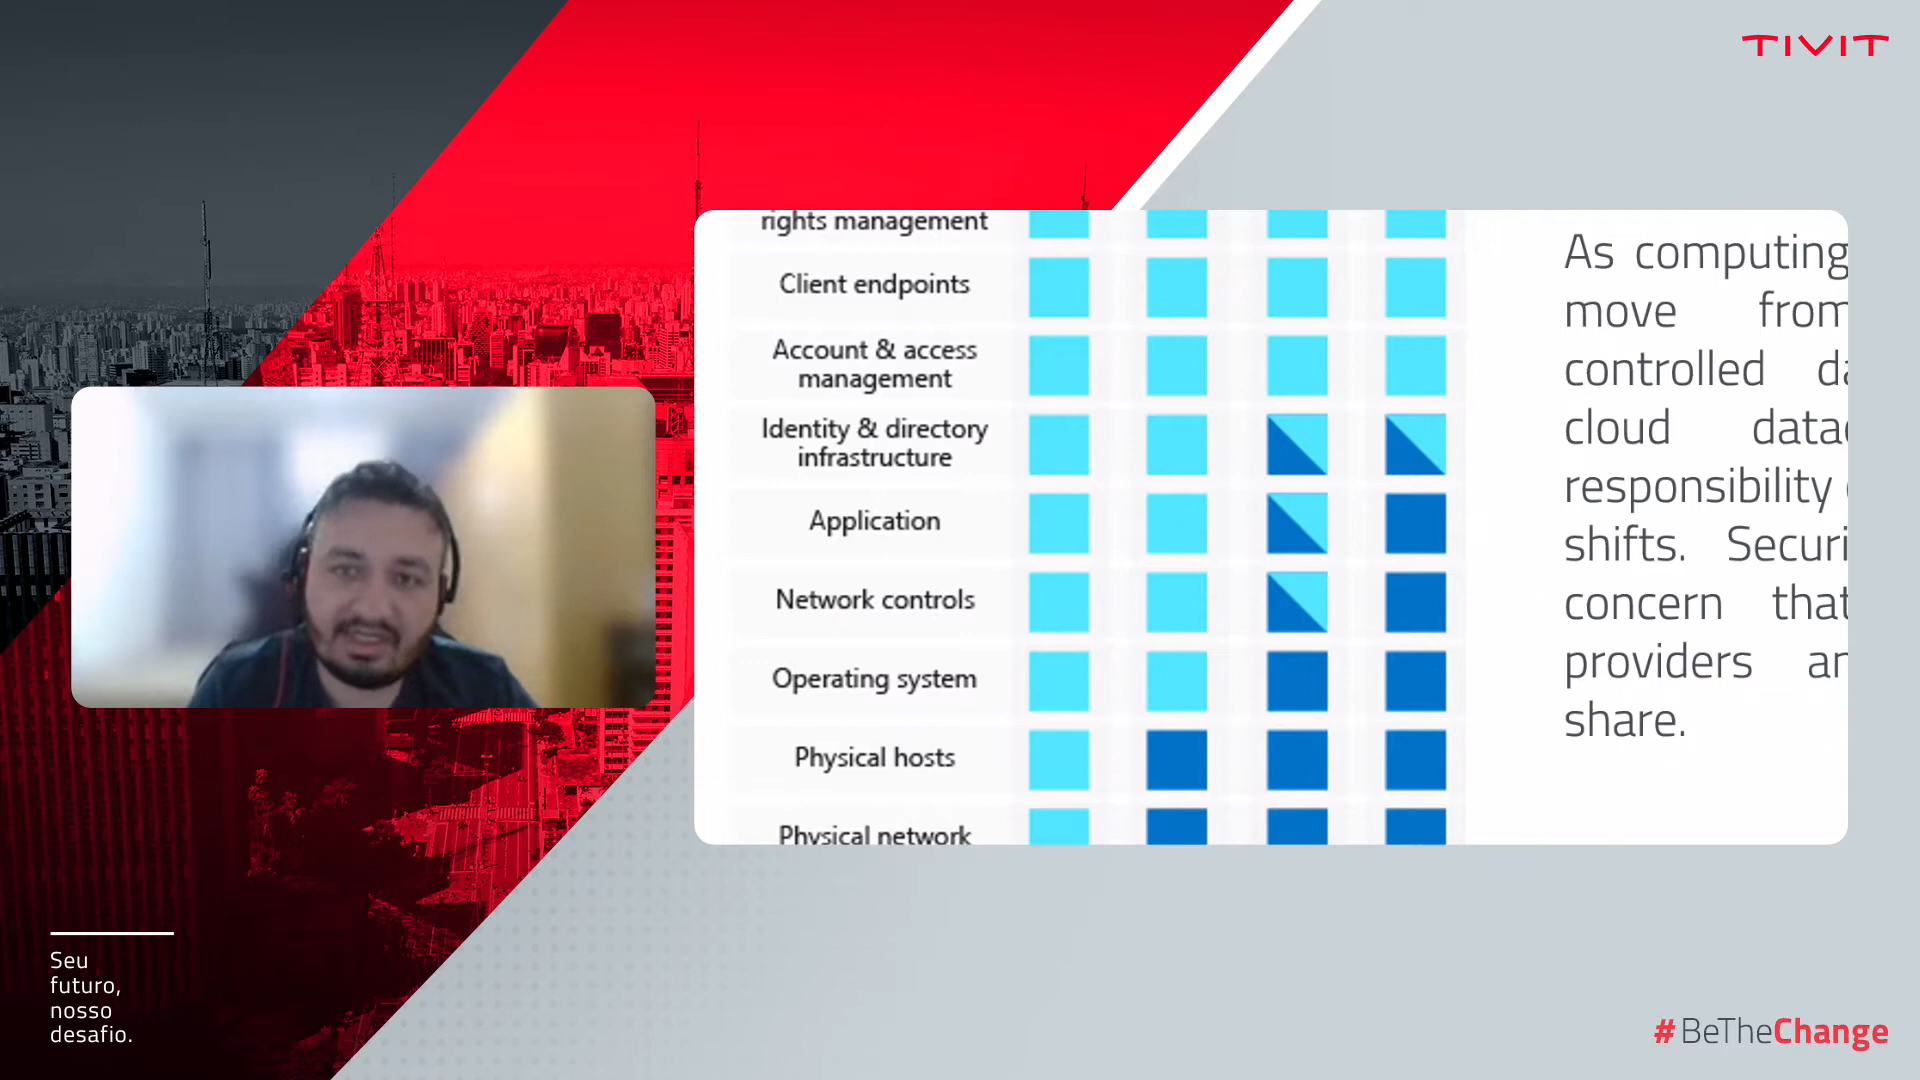 TIVIT
rights management
Client endpoints
Account & access
management
Identity & directory
infrastructure
Application
Network controls
Operating system
Physical hosts
Physical network
As computing
move from
controlled
cloud
responsibility
shifts.
concern that
providers
share.
Seu
futuro,
nosso
desafio.
#BeTheChange